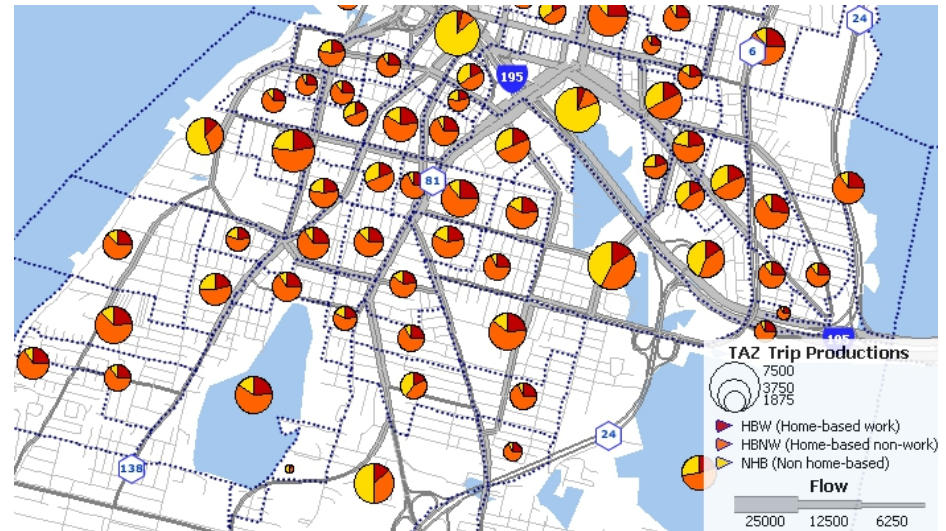 24
6
195
81
195
TAZ Trip Productions
7500
3750
1875
HBW (Home-based work)
HBNW (Home-based non-work)
NHB (Non home-based)
24
138
Flow
25000 12500 6250